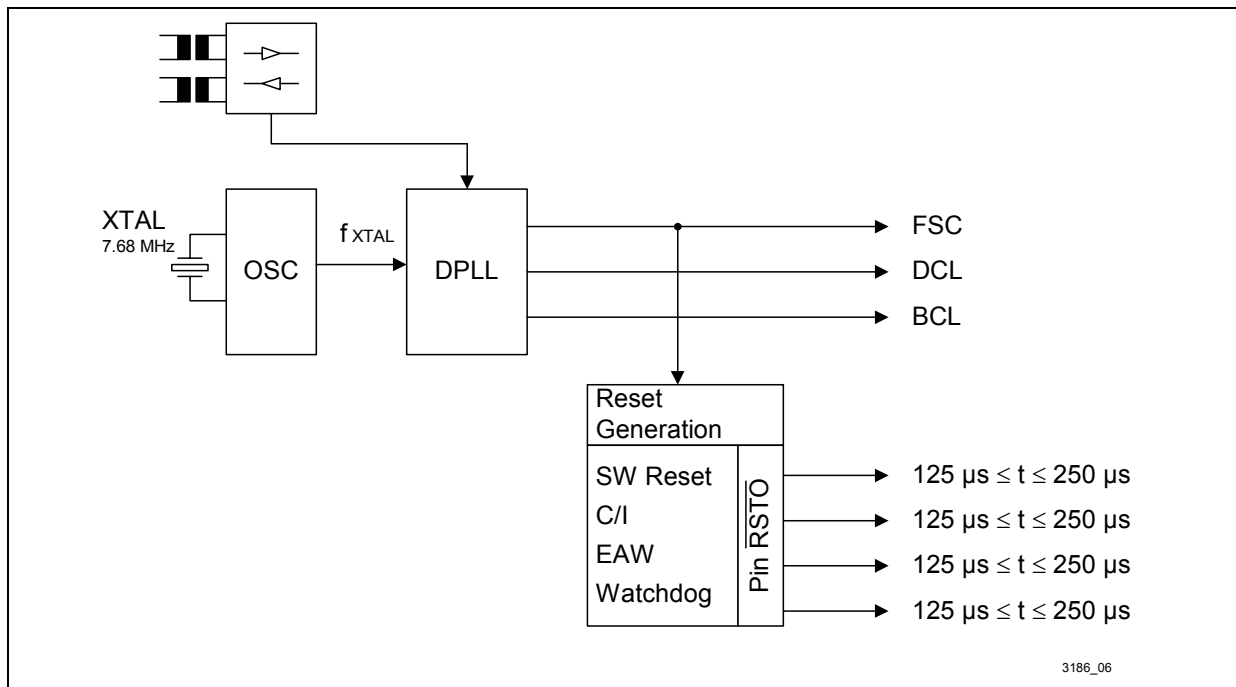 XTAL
7.68 MHz
OSC
f XTAL
DPLL
FSC
DCL
BCL
Reset
Generation
SW Reset
C/I
EAW
Watchdog
Pin RSTO
125 µs ≤ t ≤ 250 µs
125 µs ≤ t ≤ 250 µs
125 µs ≤ t ≤ 250 µs
125 µs ≤ t ≤ 250 µs
3186_06